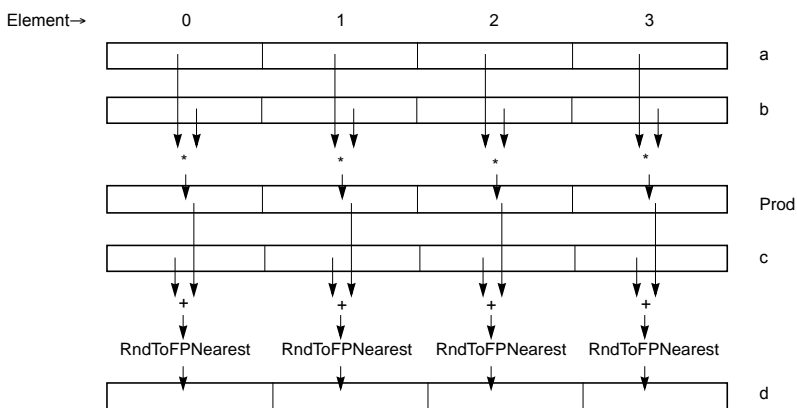 Element→ 0 1 2 3
a
b
* * * *
Prod
c
+ + + +
RndToFPNearest RndToFPNearest RndToFPNearest RndToFPNearest
d